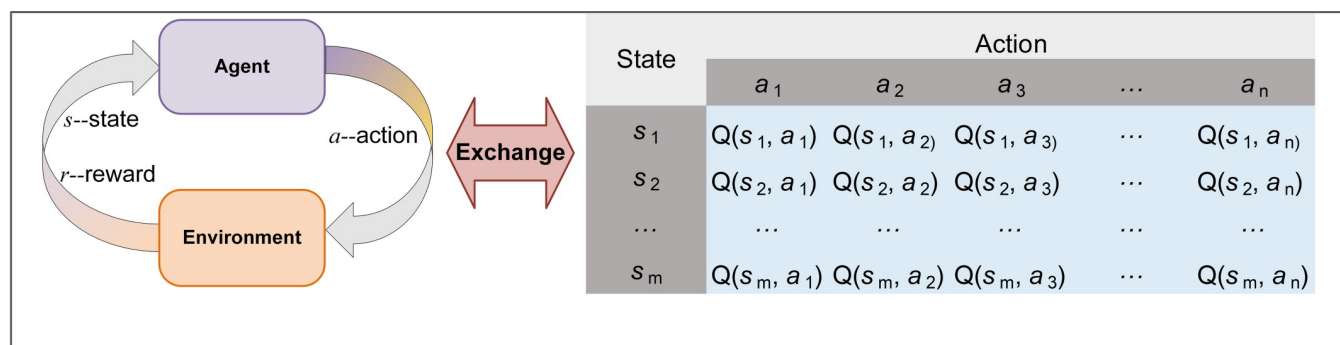 Agent
s--state
a--action
r--reward
Environment
Exchange
State Action
a 1 a 2 a 3 ... a n
s 1 Q(s 1, a 1) Q(s 1, a 2) Q(s 1, a 3) ... Q(s 1, a n)
s 2 Q(s 2, a 1) Q(s 2, a 2) Q(s 2, a 3) ... Q(s 2, a n)
... ... ... ... ... ...
s m Q(s m, a 1) Q(s m, a 2) Q(s m, a 3) ... Q(s m, a n)